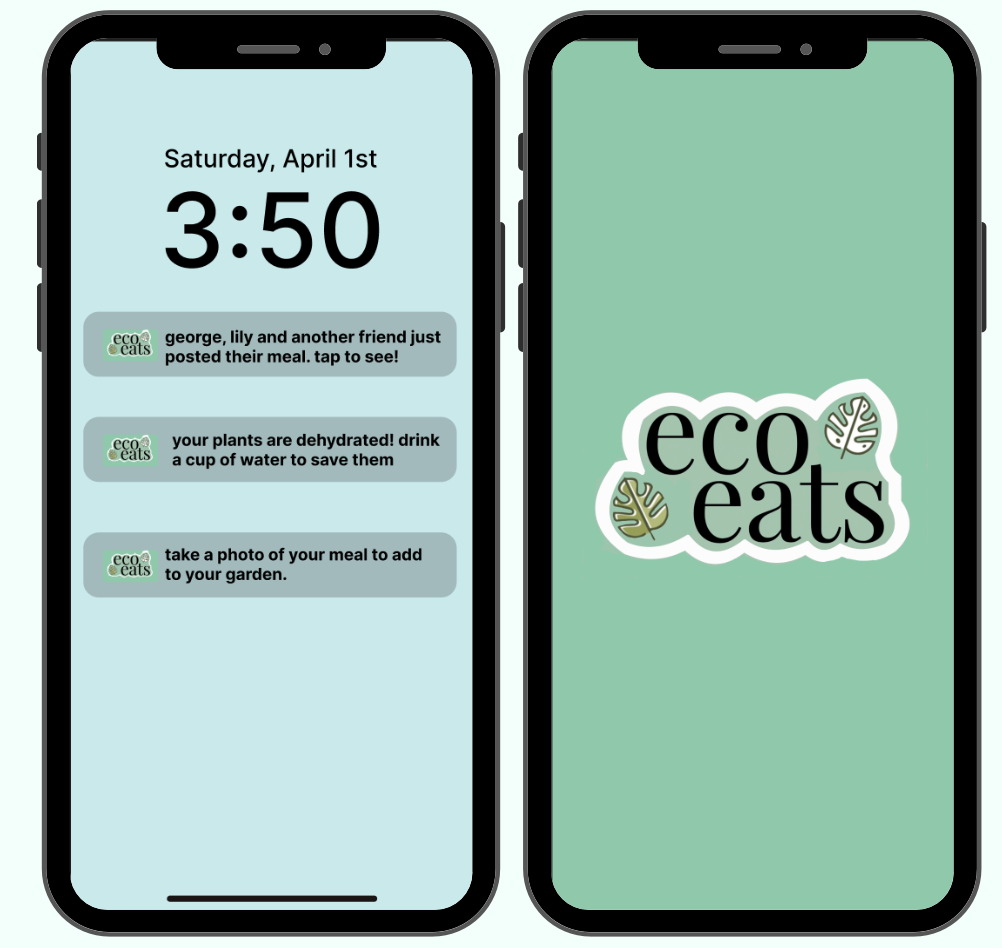 Saturday, April 1st
3:50
eco
eats
george, lily and another friend just
posted their meal. tap to see!
eco
eats
your plants are dehydrated! drink
a cup of water to save them
eco
eats
take a photo of your meal to add
to your garden.
eco
eats